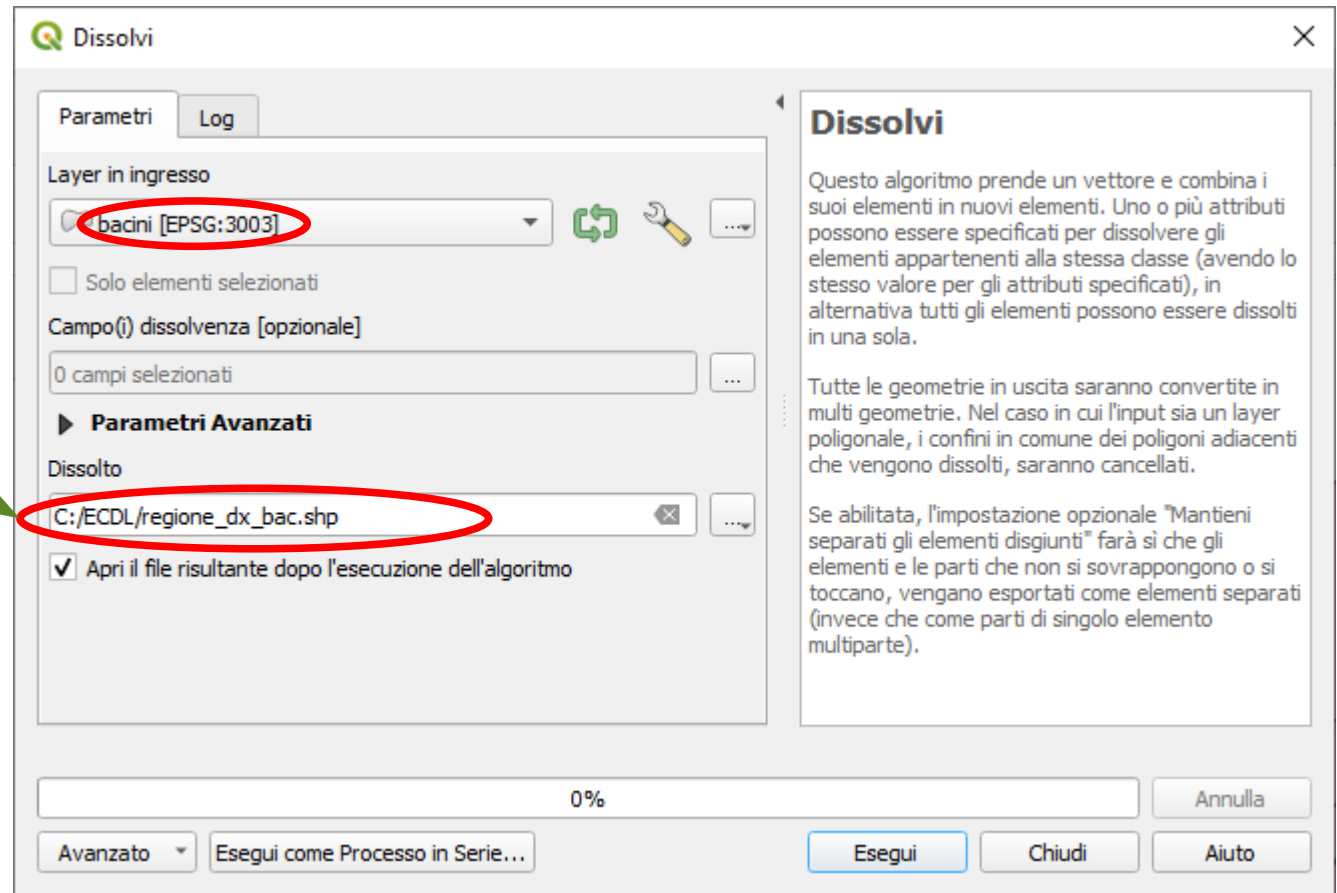 Dissolvi
Parametri
Log
Layer in ingresso
bacini [EPSG:3003]
...
Solo elementi selezionati
Campo(i) dissolvenza [opzionale]
0 campi selezionati
...
Parametri Avanzati
Dissolto
C:/ECDL/regione_dx_bac.shp
...
Apri il file risultante dopo l'esecuzione dell'algoritmo
Dissolvi
Questo algoritmo prende un vettore e combina i
suoi elementi in nuovi elementi. Uno o più attributi
possono essere specificati per dissolvere gli
elementi appartenenti alla stessa classe (avendo lo
stesso valore per gli attributi specificati), in
alternativa tutti gli elementi possono essere dissolti
in una sola.
Tutte le geometrie in uscita saranno convertite in
multi geometrie. Nel caso in cui l'input sia un layer
poligonale, i confini in comune dei poligoni adiacenti
che vengono dissolti, saranno cancellati.
Se abilitata, l'impostazione opzionale "Mantieni
separati gli elementi disgiunti" farà sì che gli
elementi e le parti che non si sovrappongono o si
toccano, vengano esportati come elementi separati
(invece che come parti di singolo elemento
multiparte).
0%
Annulla
Avanzato
Esegui come Processo in Serie...
Esegui
Chiudi
Aiuto